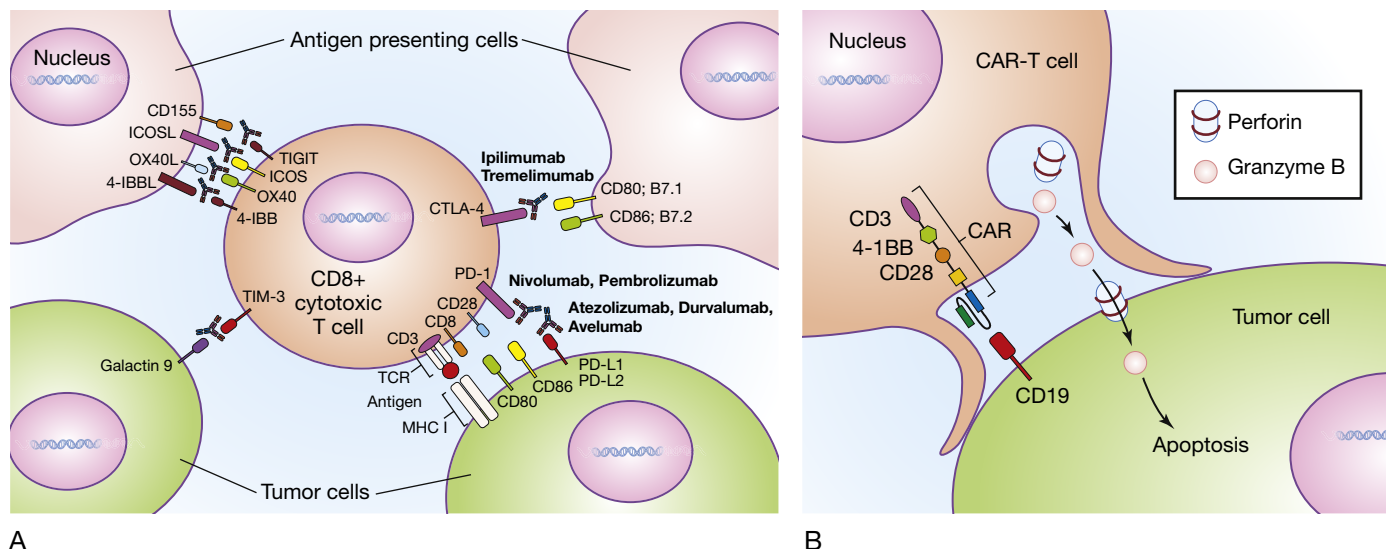 Antigen presenting cells
Nucleus
CD155
ICOSL
OX40L
4-IBBL
TIGIT
ICOS
OX40
4-IBB
Ipilimumab
Tremelimumab
CTLA-4
CD80; B7.1
CD86; B7.2
CD8+
cytotoxic
T cell
PD-1
Nivolumab, Pembrolizumab
Atezolizumab, Durvalumab,
Avelumab
TIM-3
Galactin 9
CD28
CD8
CD3
TCR
Antigen
MHC I
CD80
CD86
PD-L1
PD-L2
Tumor cells
A
Nucleus
CAR-T cell
Perforin
Granzyme B
CD3
4-1BB
CD28
CAR
CD19
Tumor cell
Apoptosis
B